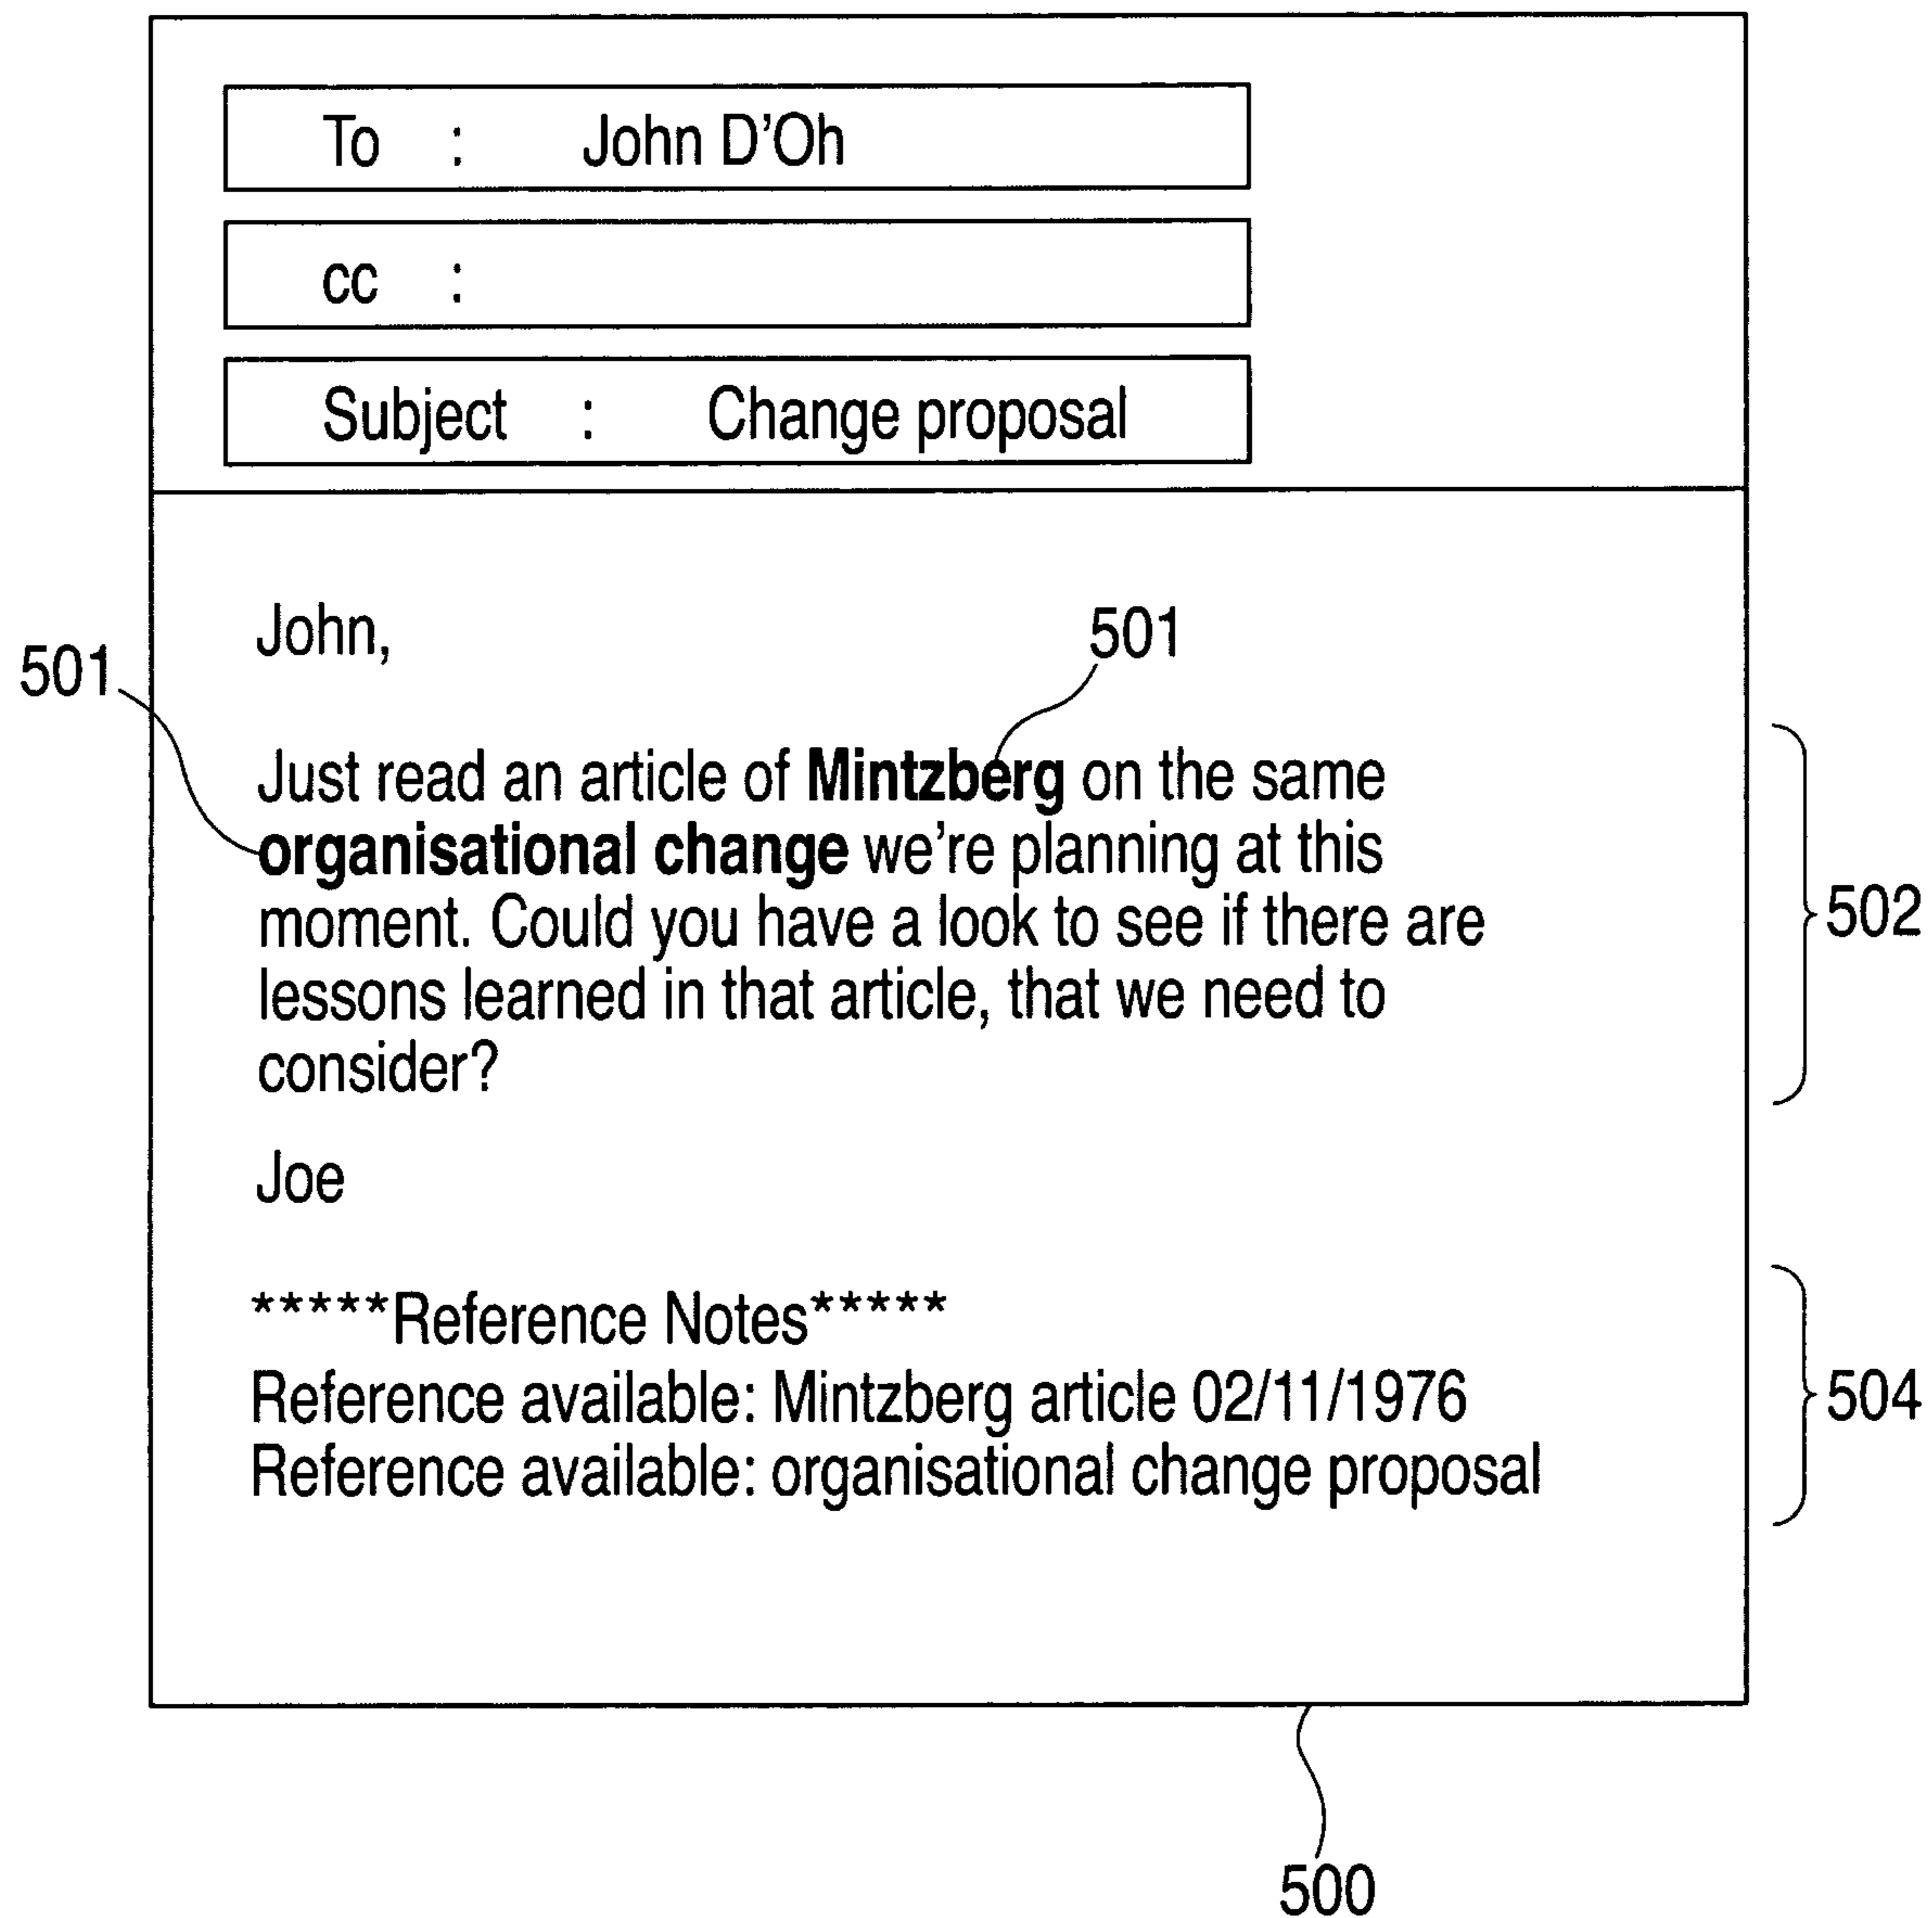 To : John D'Oh
cc :
Subject : Change proposal
John,
501
501
Just read an article of Mintzberg on the same
organisational change we're planning at this
moment. Could you have a look to see if there are
lessons learned in that article, that we need to
consider?
502
Joe
*****Reference Notes*****
Reference available: Mintzberg article 02/11/1976
Reference available: organisational change proposal
504
500